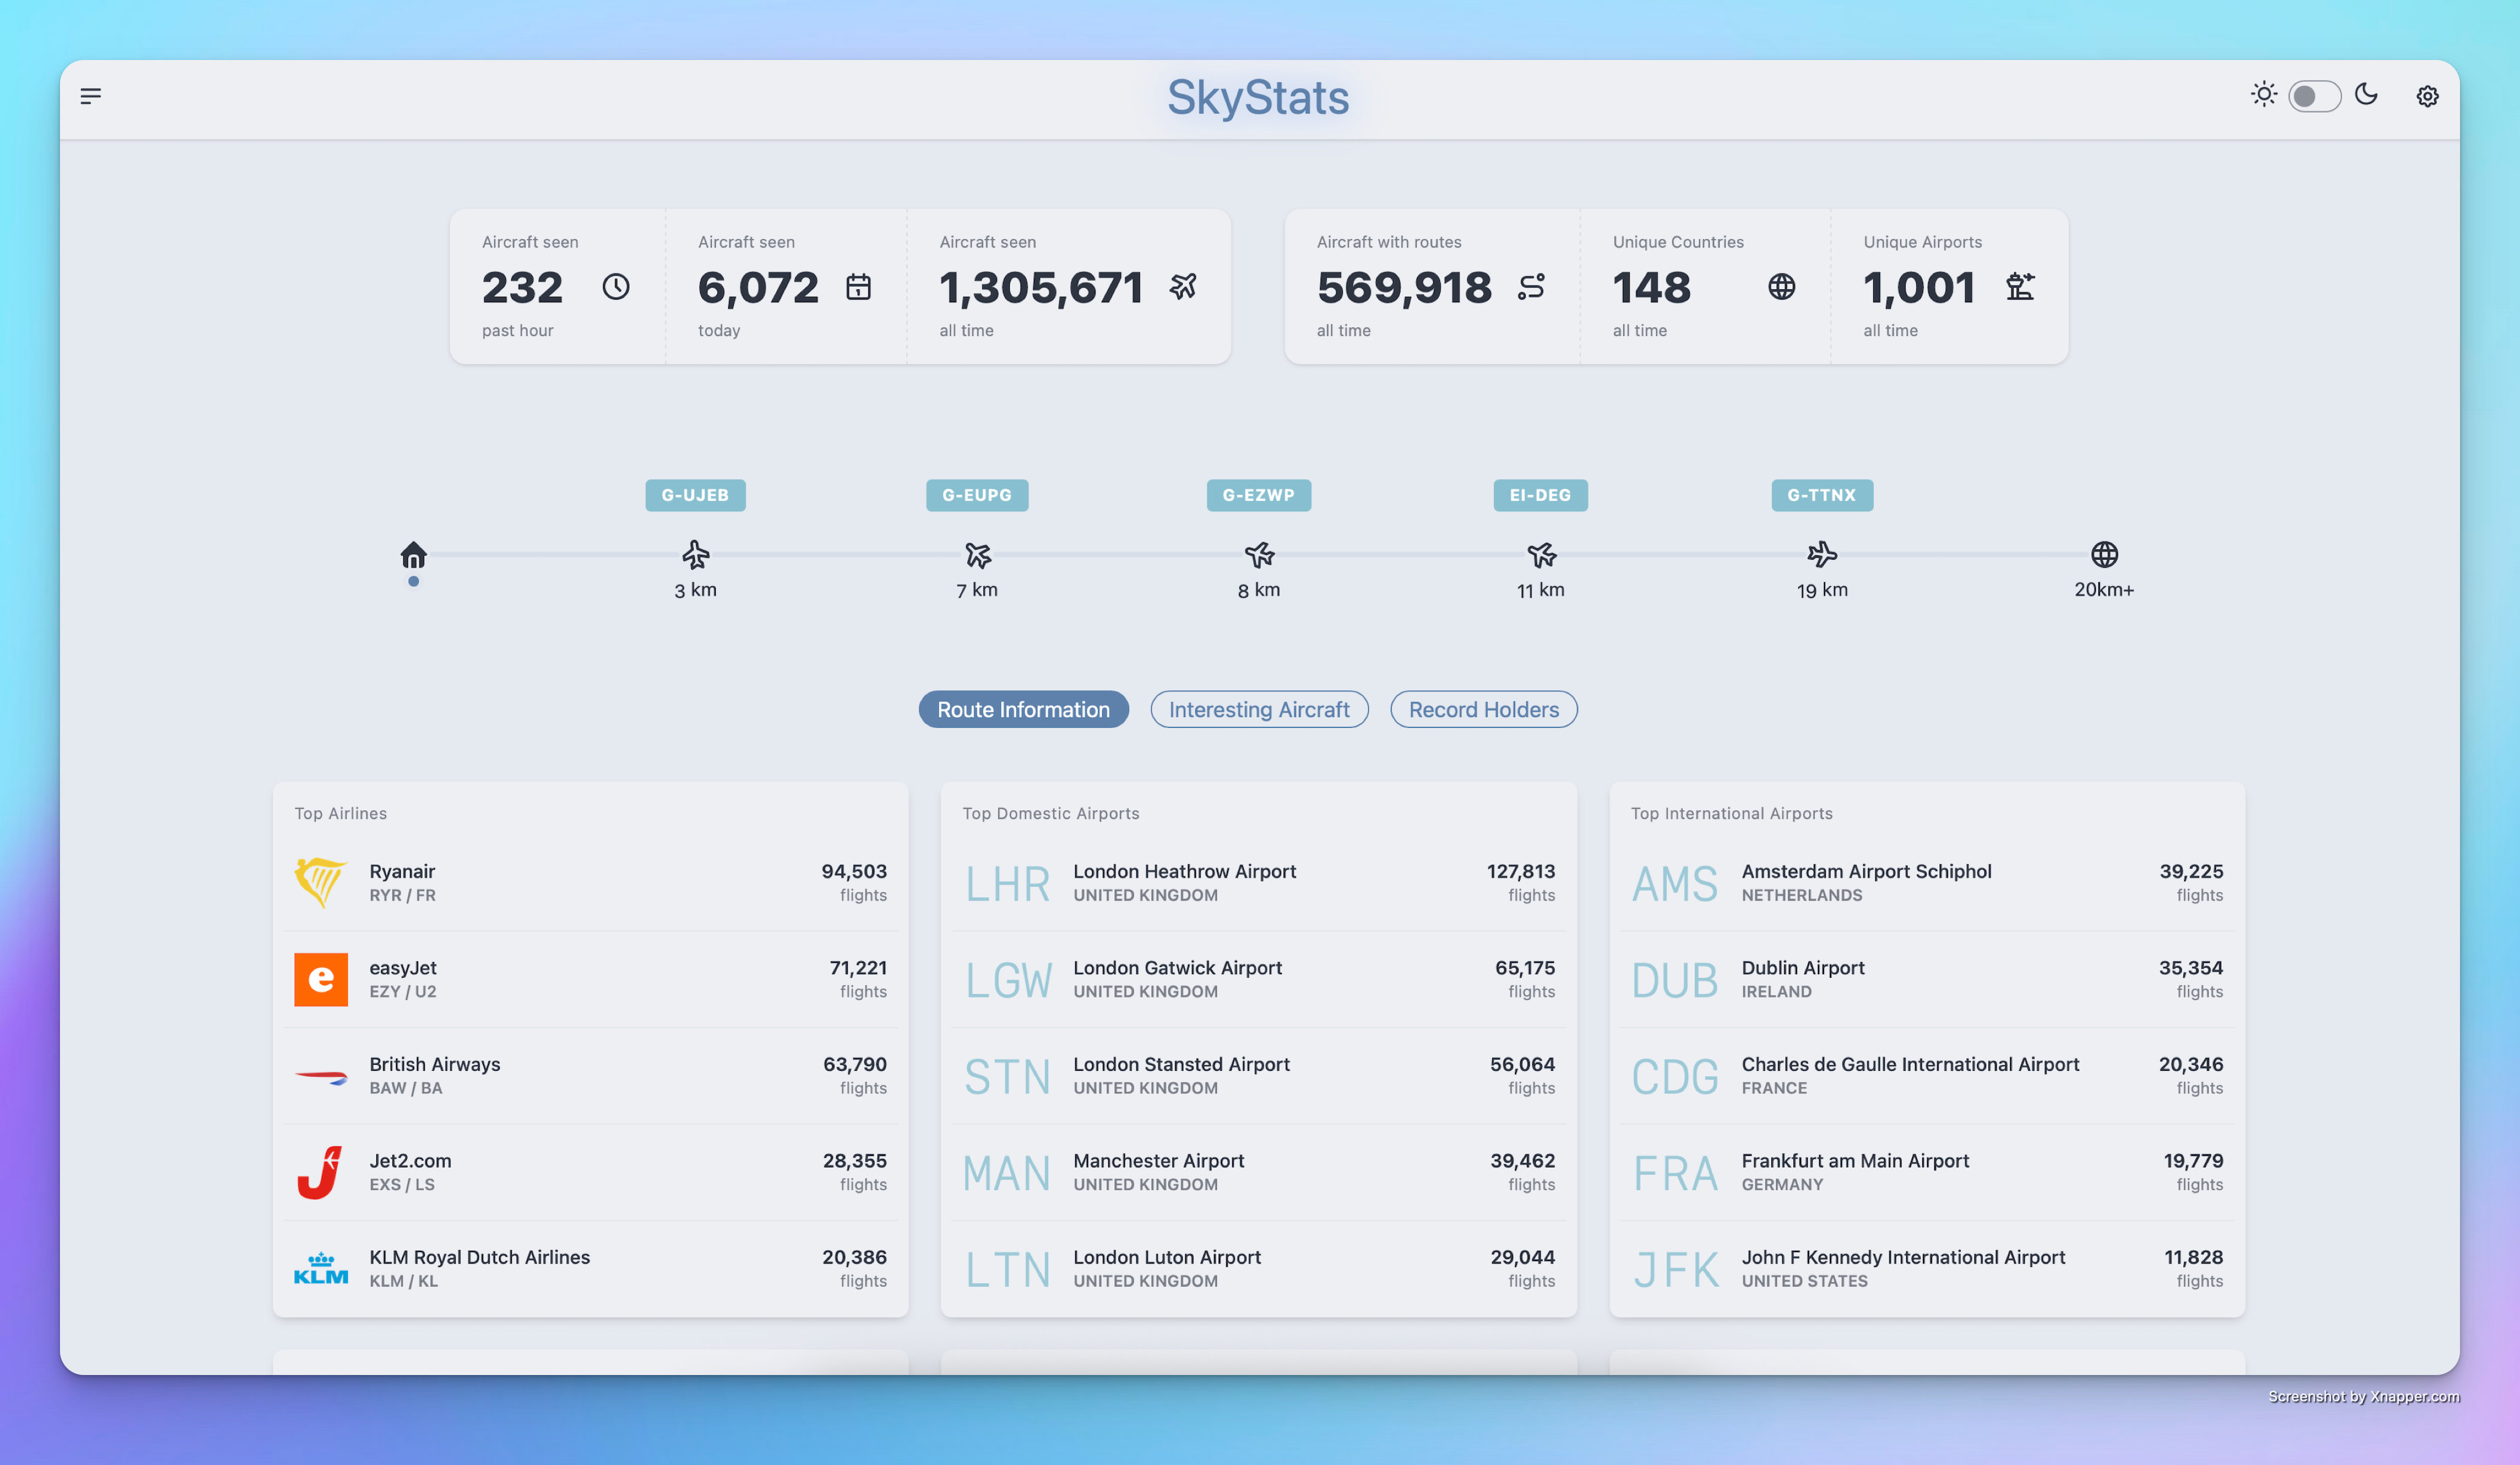 SkyStats
Aircraft seen
232
past hour
Aircraft seen
6,072
today
Aircraft seen
1,305,671
all time
Aircraft with routes
569,918
all time
Unique Countries
148
all time
Unique Airports
1,001
all time
G-UJEB
G-EUPG
G-EZWP
EI-DEG
G-TTNX
3 km
7 km
8 km
11 km
19 km
20km+
Route Information
Interesting Aircraft
Record Holders
Top Airlines
Ryanair
RYR / FR
94,503
flights
e
easyJet
EZY / U2
71,221
flights
British Airways
BAW / BA
63,790
flights
J
Jet2.com
EXS / LS
28,355
flights
KLM
KLM Royal Dutch Airlines
KLM / KL
20,386
flights
Top Domestic Airports
LHR
London Heathrow Airport
UNITED KINGDOM
127,813
flights
LGW
London Gatwick Airport
UNITED KINGDOM
65,175
flights
STN
London Stansted Airport
UNITED KINGDOM
56,064
flights
MAN
Manchester Airport
UNITED KINGDOM
39,462
flights
LTN
London Luton Airport
UNITED KINGDOM
29,044
flights
Top International Airports
AMS
Amsterdam Airport Schiphol
NETHERLANDS
39,225
flights
DUB
Dublin Airport
IRELAND
35,354
flights
CDG
Charles de Gaulle International Airport
FRANCE
20,346
flights
FRA
Frankfurt am Main Airport
GERMANY
19,779
flights
JFK
John F Kennedy International Airport
UNITED STATES
11,828
flights
Screenshot by Xnapper.com